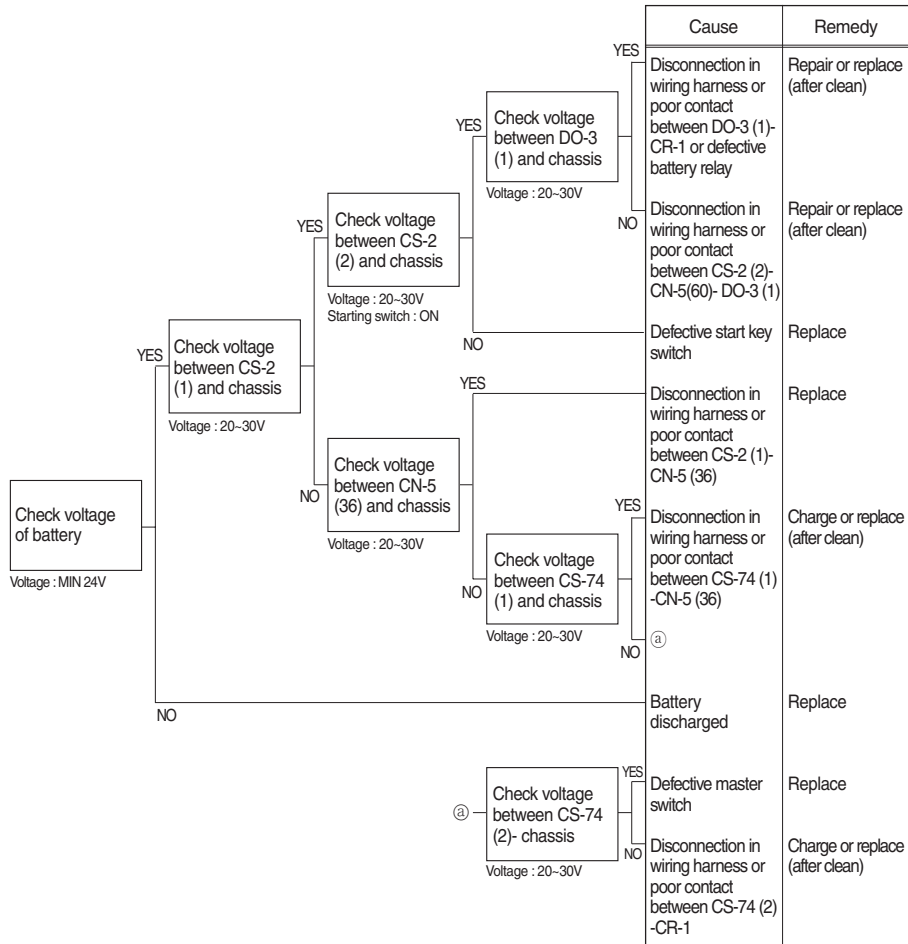 Cause
Remedy
YES
Disconnection in
wiring harness or
poor contact
between DO-3 (1)-
CR-1 or defective
battery relay
Repair or replace
(after clean)
YES
Check voltage
between DO-3
(1) and chassis
Voltage : 20~30V
NO
Disconnection in
wiring harness or
poor contact
between CS-2 (2)-
CN-5(60)- DO-3 (1)
Repair or replace
(after clean)
YES
Check voltage
between CS-2
(2) and chassis
Voltage : 20~30V
Starting switch : ON
NO
Defective start key
switch
Replace
YES
Check voltage
between CS-2
(1) and chassis
Voltage : 20~30V
YES
Disconnection in
wiring harness or
poor contact
between CS-2 (1)-
CN-5 (36)
Replace
NO
Check voltage
between CN-5
(36) and chassis
Voltage : 20~30V
Check voltage
of battery
Voltage : MIN 24V
YES
Disconnection in
wiring harness or
poor contact
between CS-74 (1)
-CN-5 (36)
Charge or replace
(after clean)
NO
Check voltage
between CS-74
(1) and chassis
Voltage : 20~30V
NO
ⓐ
NO
Battery
discharged
Replace
ⓐ
Check voltage
between CS-74
(2)- chassis
Voltage : 20~30V
YES
Defective master
switch
Replace
NO
Disconnection in
wiring harness or
poor contact
between CS-74 (2)
-CR-1
Charge or replace
(after clean)